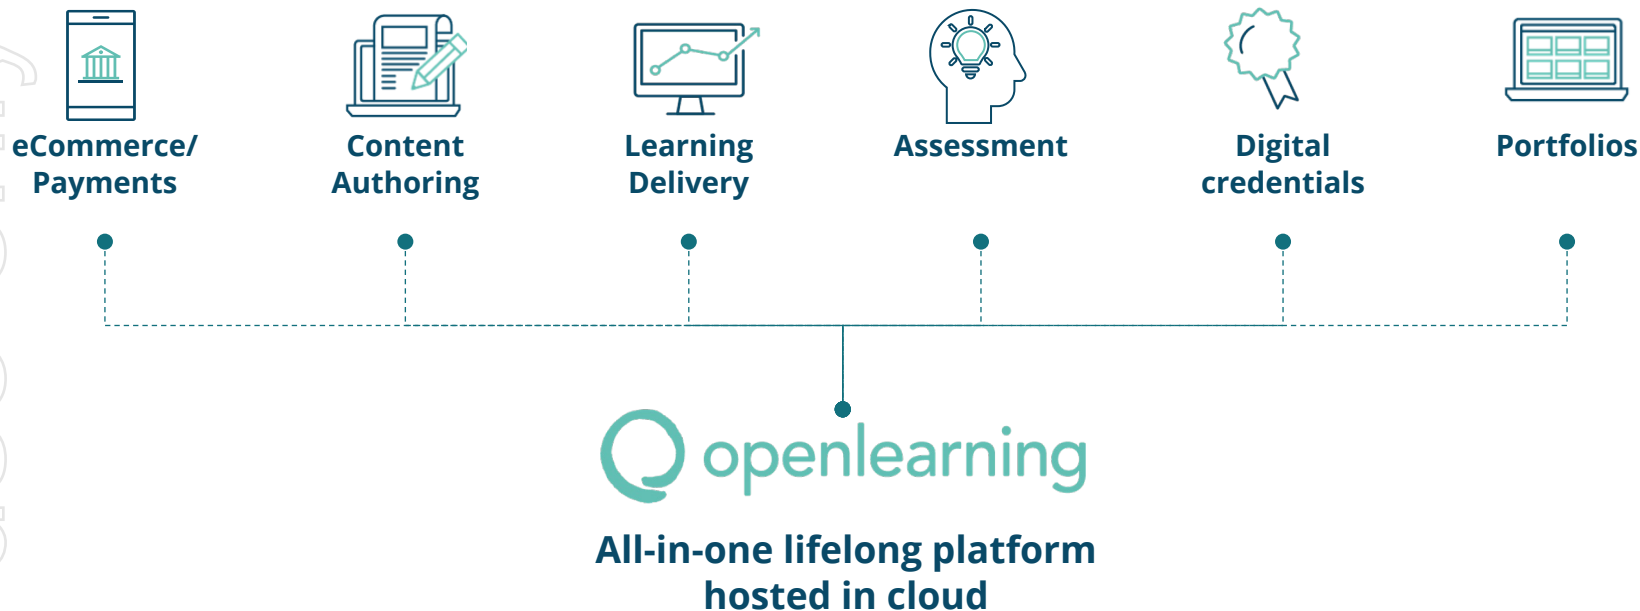 eCommerce/
Payments
Content
Authoring
Learning
Delivery
Assessment
Digital
credentials
Portfolios
openlearning
All-in-one lifelong platform
hosted in cloud